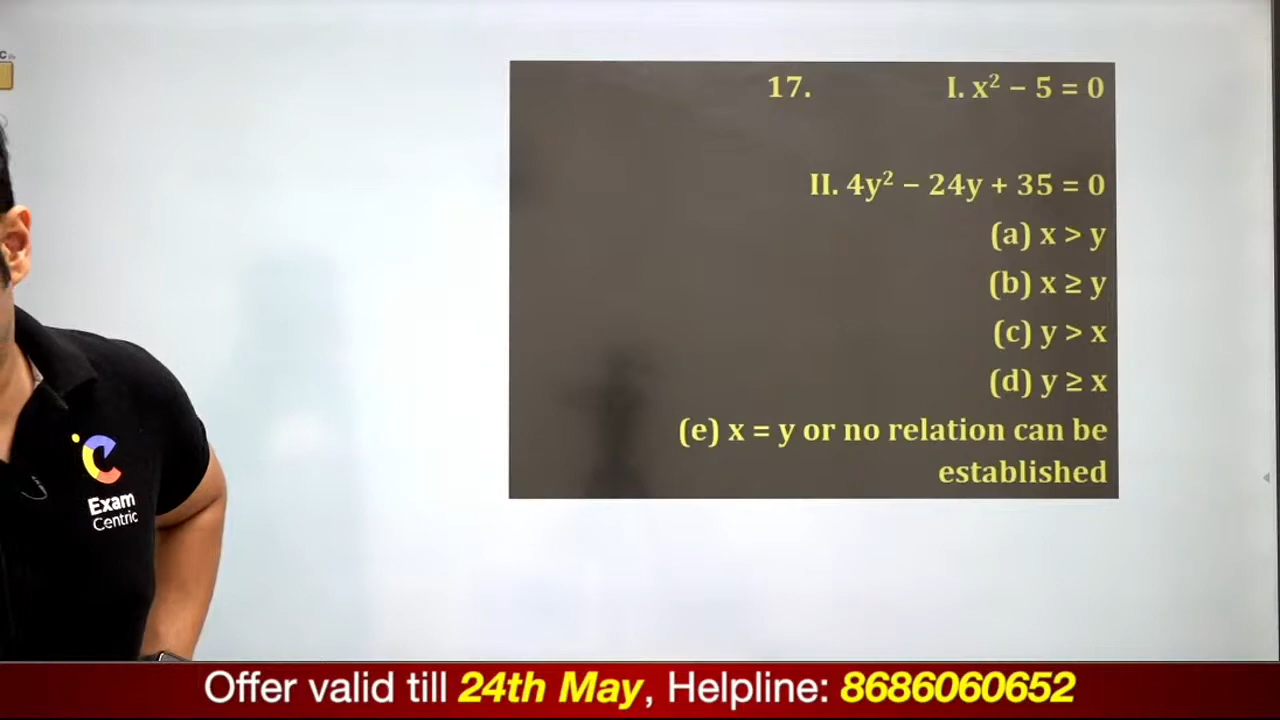 17. I. x² − 5 = 0
II. 4y² − 24y + 35 = 0
(a) x > y
(b) x ≥ y
(c) y > x
(d) y ≥ x
(e) x = y or no relation can be
established
Exam
Centric
Offer valid till 24th May, Helpline: 8686060652